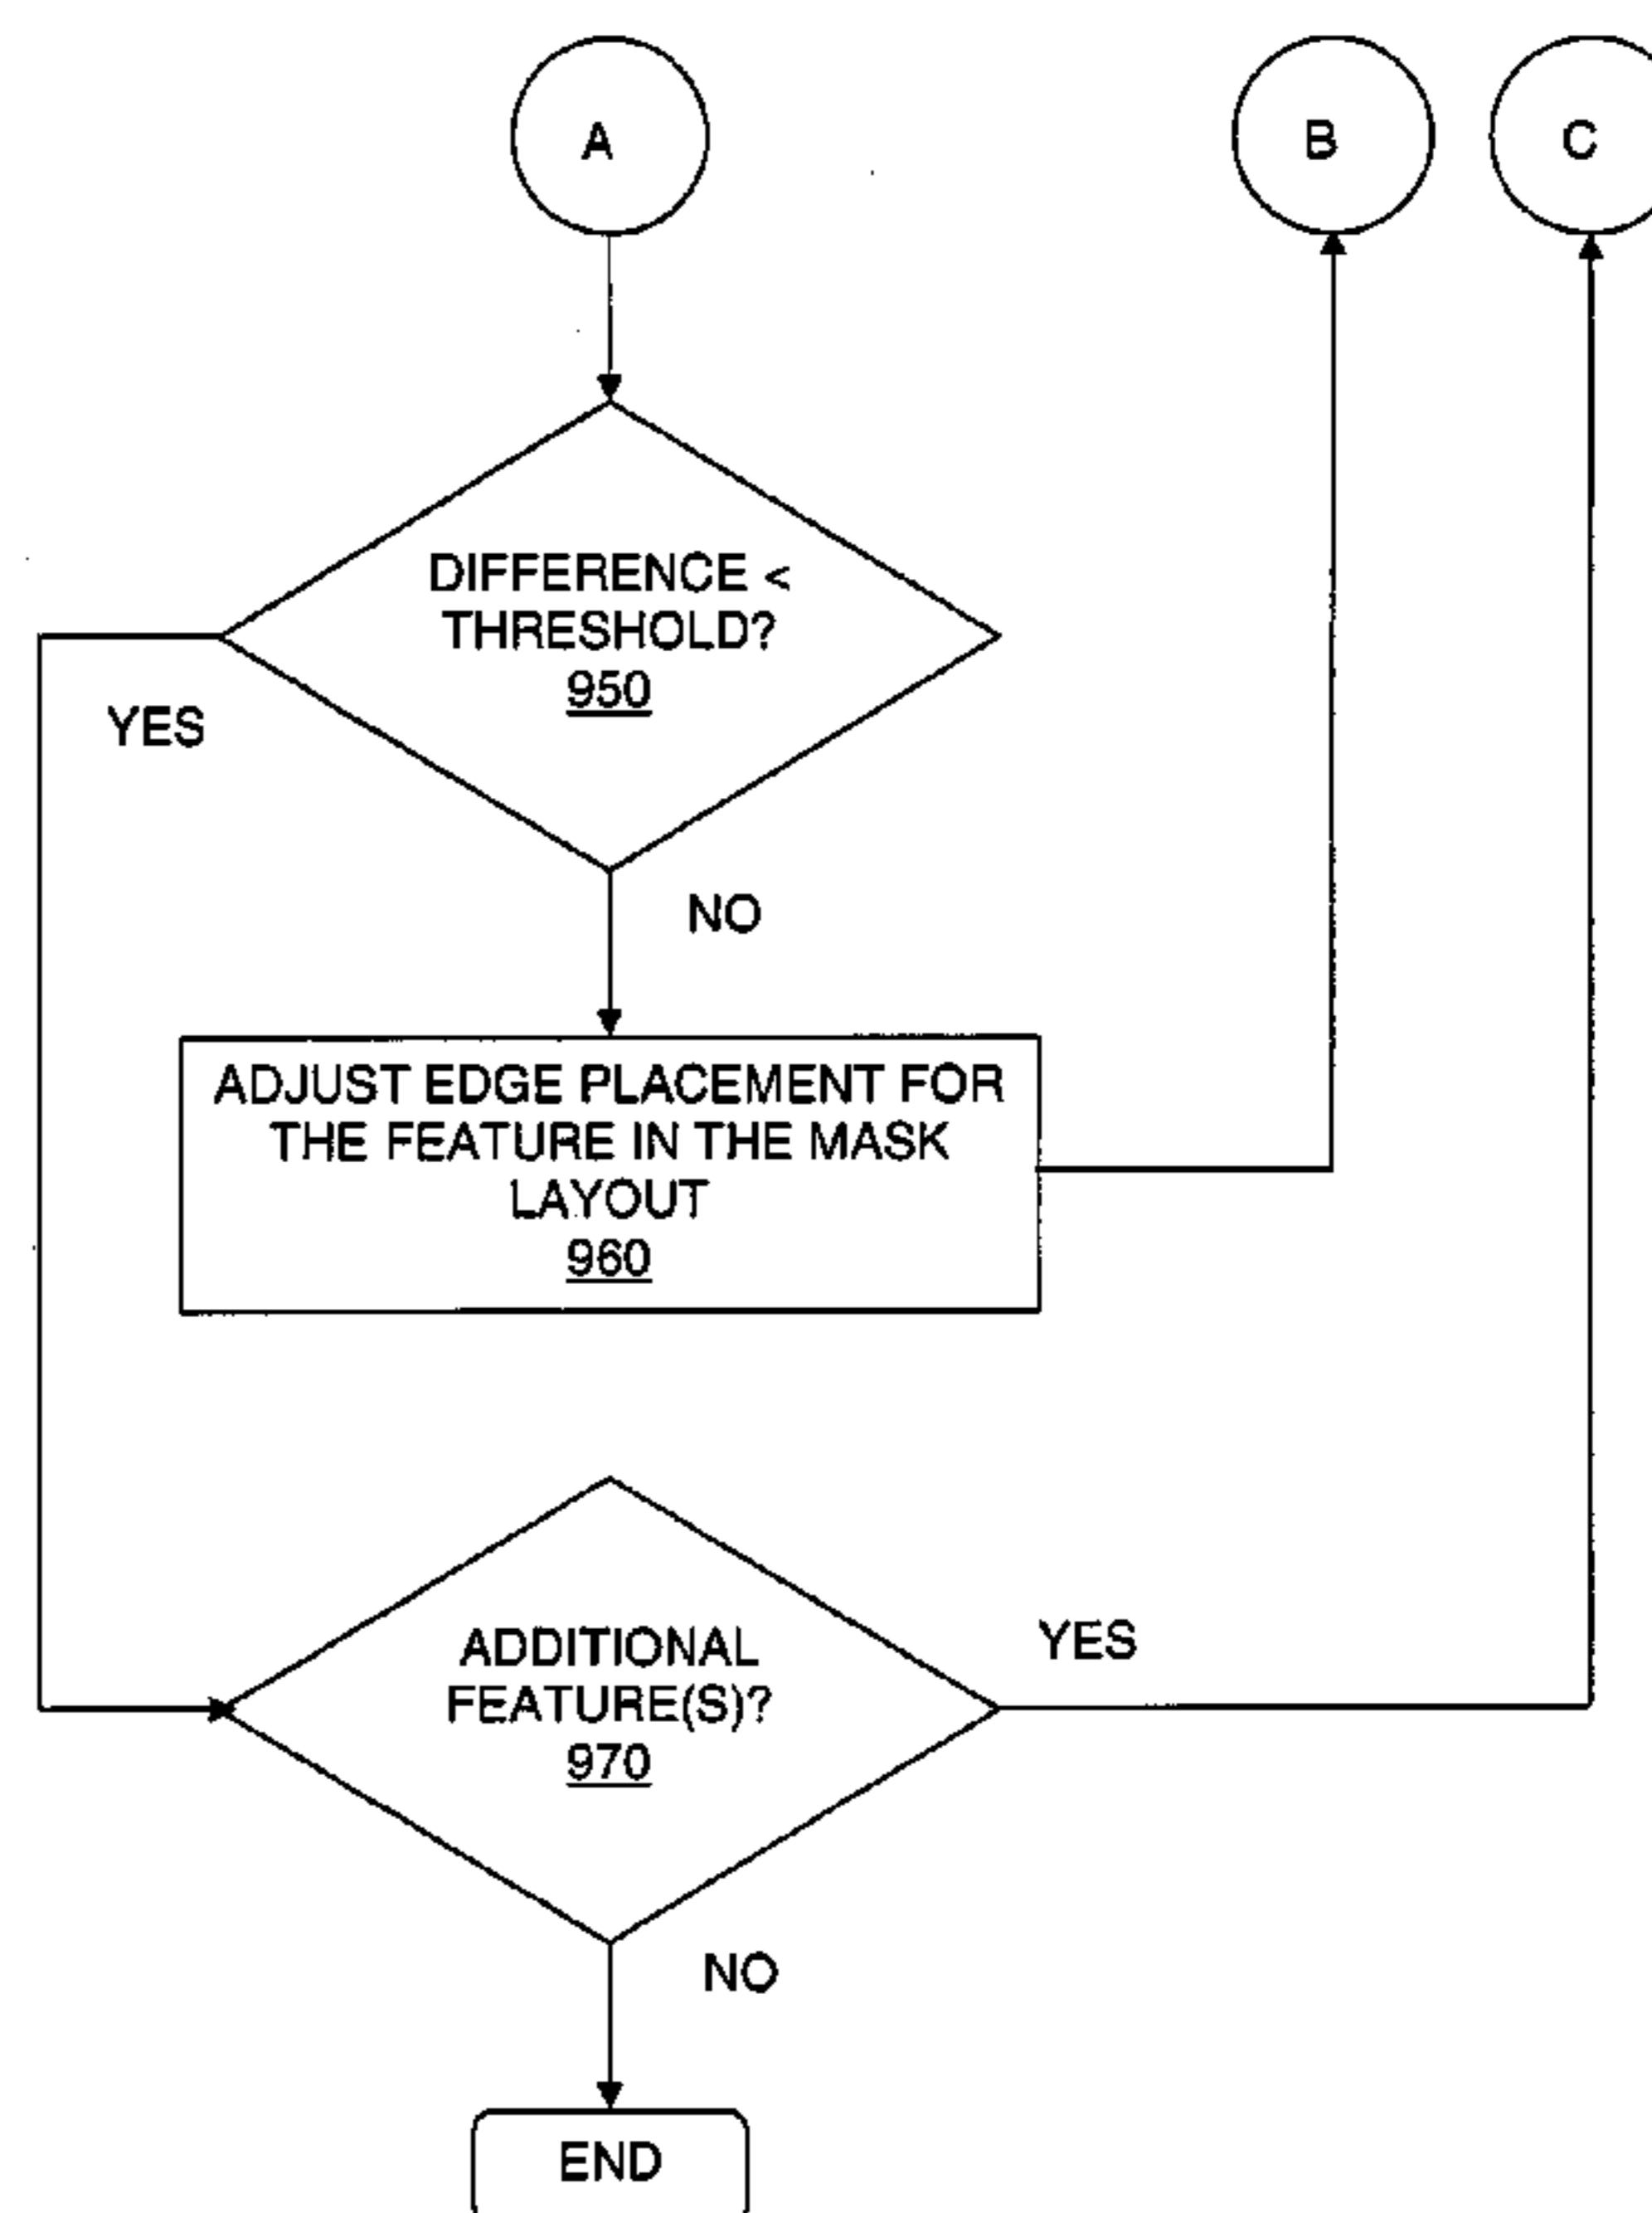 A
B
C
DIFFERENCE <
THRESHOLD?
950
YES
NO
ADJUST EDGE PLACEMENT FOR
THE FEATURE IN THE MASK
LAYOUT
960
ADDITIONAL
FEATURE(S)?
970
YES
NO
END